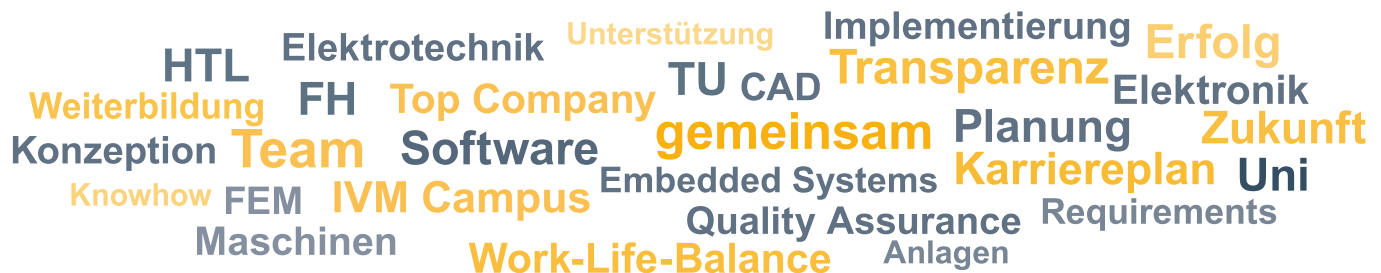 Implementierung
Unterstützung
Erfolg
Elektrotechnik
HTL
Transparenz
TU
CAD
Elektronik
FH
Top Company
Weiterbildung
gemeinsam
Planung
Zukunft
Konzeption
Team
Software
Karriereplan
Uni
Embedded Systems
Knowhow
FEM
IVM Campus
Quality Assurance
Requirements
Maschinen
Anlagen
Work-Life-Balance